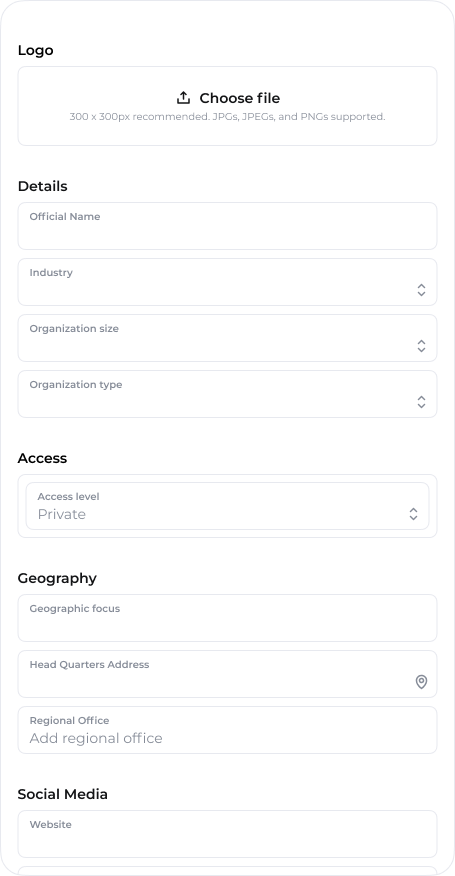 Logo
Choose file
300 x 300px recommended. JPGs, JPEGs, and PNGs supported.
Details
Official Name
Industry
Organization size
Organization type
Access
Access level
Private
Geography
Geographic focus
Head Quarters Address
Regional Office
Add regional office
Social Media
Website